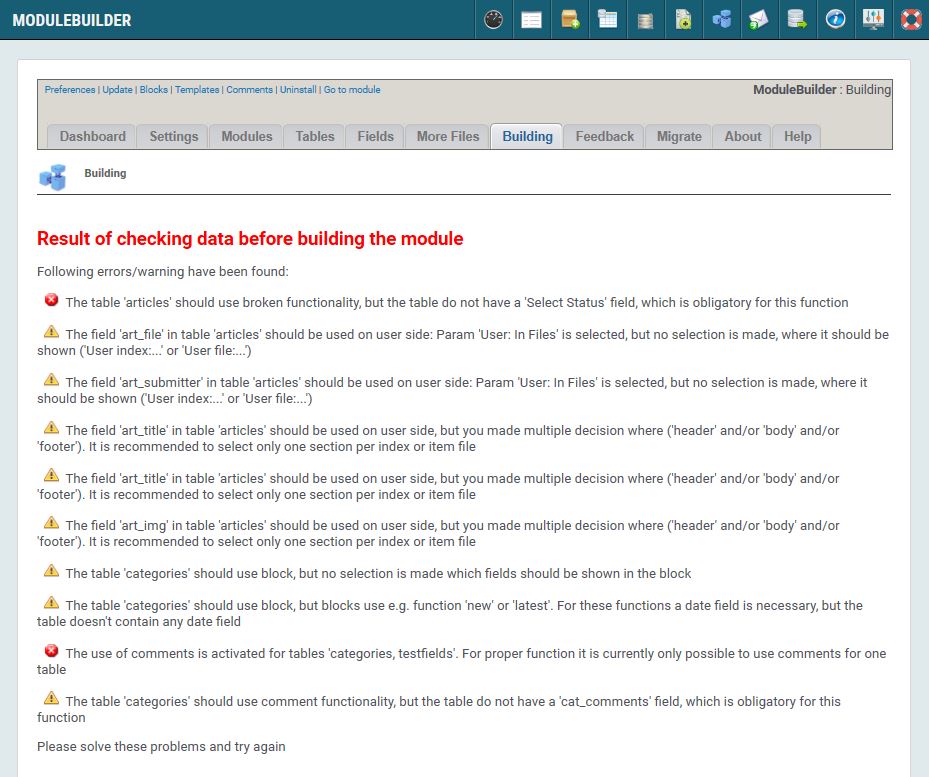 MODULEBUILDER
Preferences | Update | Blocks | Templates | Comments | Uninstall | Go to module
ModuleBuilder : Building
Dashboard Settings Modules Tables Fields More Files Building Feedback Migrate About Help
Building
Result of checking data before building the module
Following errors/warning have been found:
The table 'articles' should use broken functionality, but the table do not have a 'Select Status' field, which is obligatory for this function
The field 'art_file' in table 'articles' should be used on user side: Param 'User: In Files' is selected, but no selection is made, where it should be
shown ('User index:...' or 'User file:...')
The field 'art_submitter' in table 'articles' should be used on user side: Param 'User: In Files' is selected, but no selection is made, where it
should be shown ('User index:...' or 'User file:...')
The field 'art_title' in table 'articles' should be used on user side, but you made multiple decision where ('header' and/or 'body' and/or
'footer'). It is recommended to select only one section per index or item file
The field 'art_title' in table 'articles' should be used on user side, but you made multiple decision where ('header' and/or 'body' and/or
'footer'). It is recommended to select only one section per index or item file
The field 'art_img' in table 'articles' should be used on user side, but you made multiple decision where ('header' and/or 'body' and/or
'footer'). It is recommended to select only one section per index or item file
The table 'categories' should use block, but no selection is made which fields should be shown in the block
The table 'categories' should use block, but blocks use e.g. function 'new' or 'latest'. For these functions a date field is necessary, but the
table doesn't contain any date field
The use of comments is activated for tables 'categories, testfields'. For proper function it is currently only possible to use comments for one
table
The table 'categories' should use comment functionality, but the table do not have a 'cat_comments' field, which is obligatory for this
function
Please solve these problems and try again